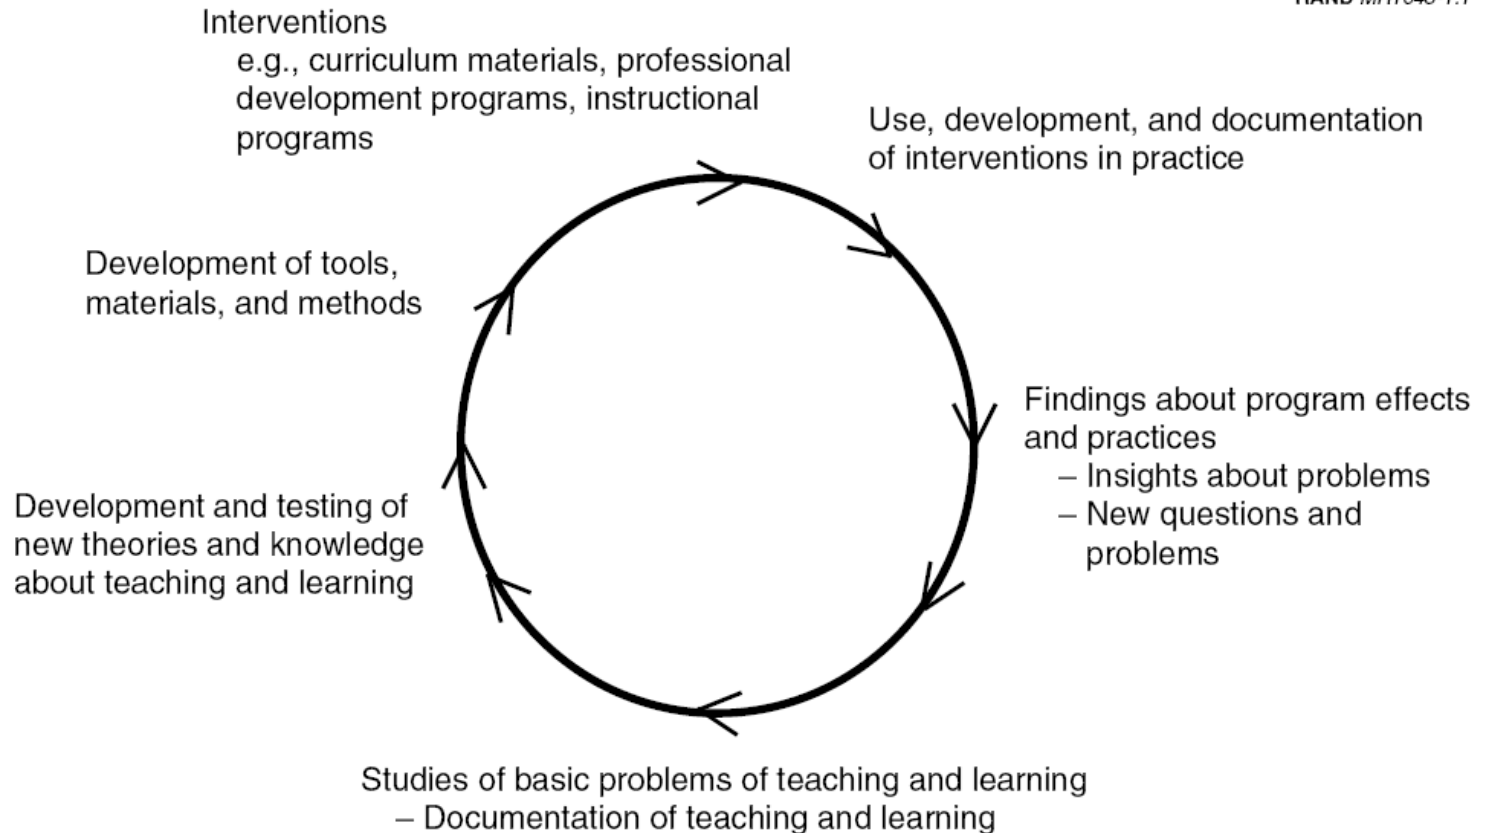 Interventions
e.g., curriculum materials, professional
development programs, instructional
programs
Use, development, and documentation
of interventions in practice
Development of tools,
materials, and methods
Findings about program effects
and practices
– Insights about problems
– New questions and
problems
Development and testing of
new theories and knowledge
about teaching and learning
Studies of basic problems of teaching and learning
– Documentation of teaching and learning